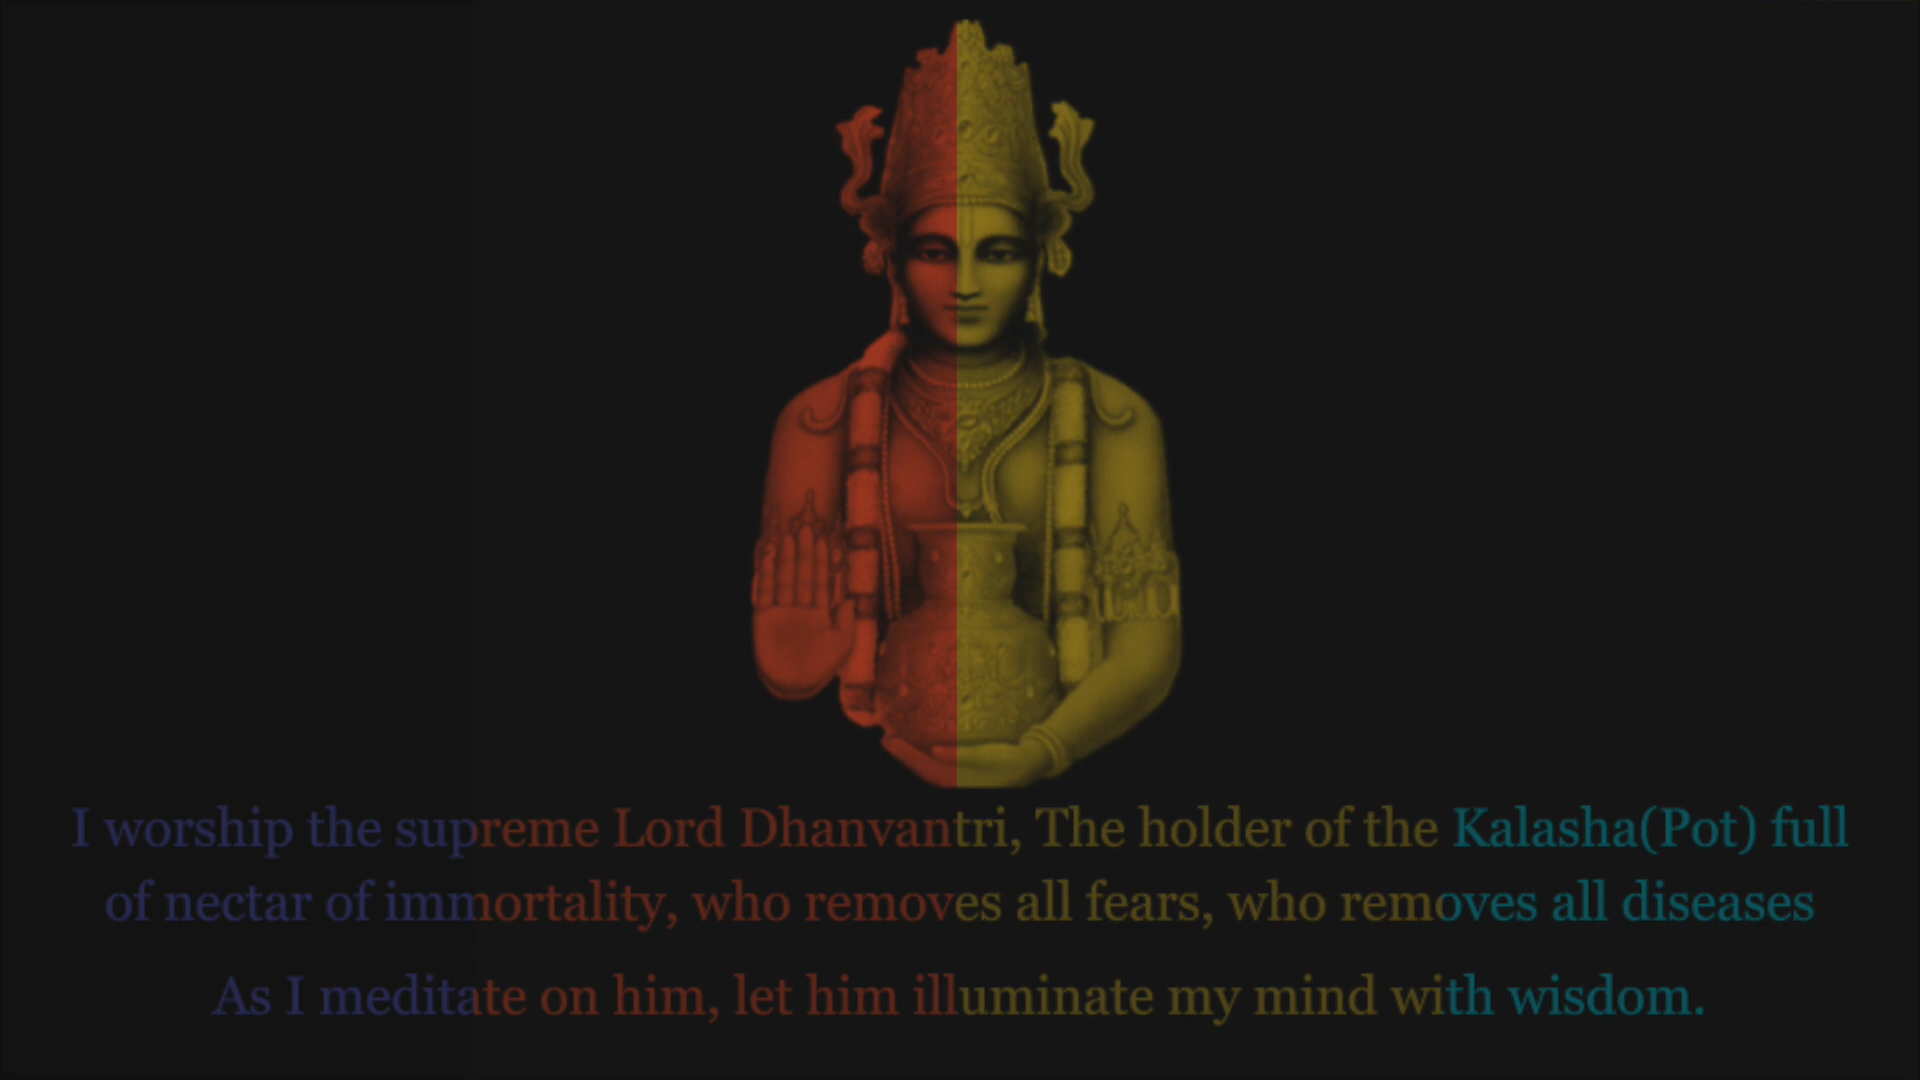 I worship the supreme Lord Dhanvantri, The holder of the Kalasha(Pot) full
of nectar of immortality, who removes all fears, who removes all diseases
As I meditate on him, let him illuminate my mind with wisdom.